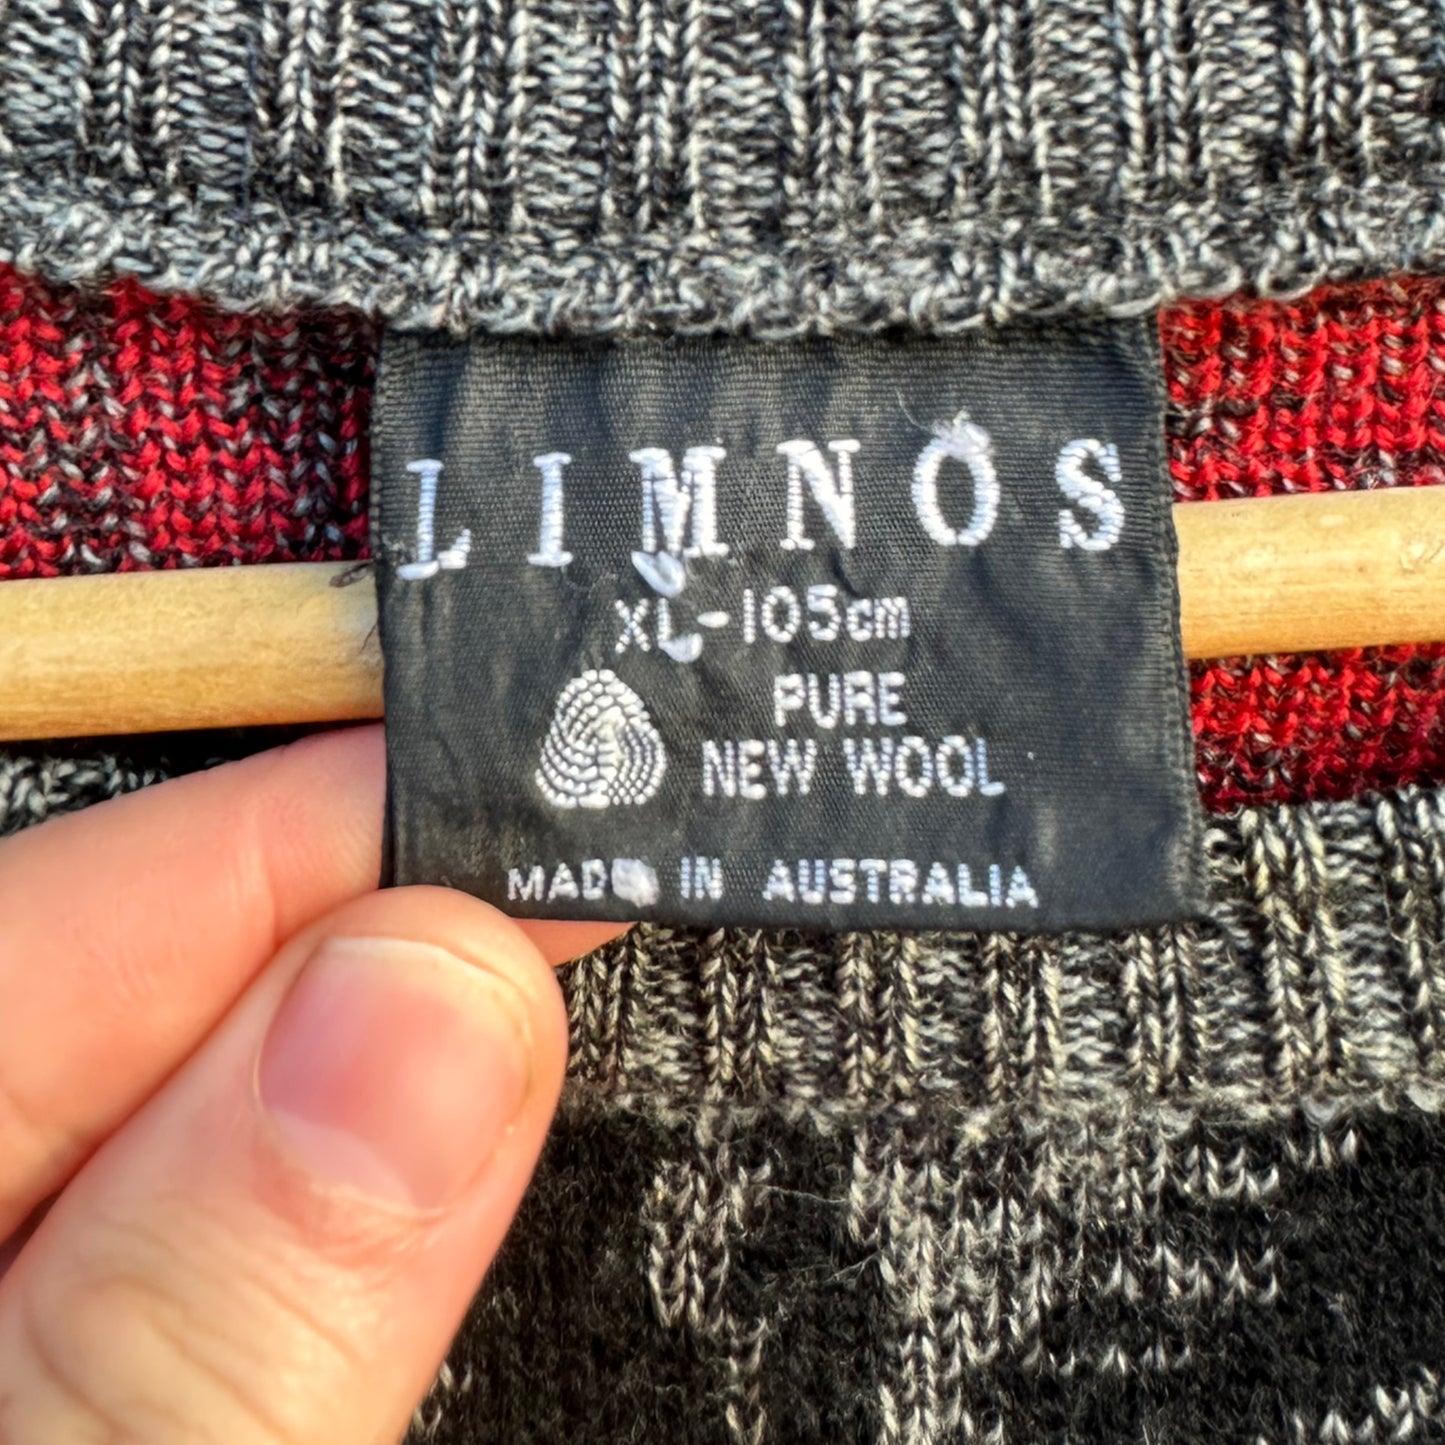 LIMNOS
XL-105cm
PURE
NEW WOOL
MADE IN AUSTRALIA